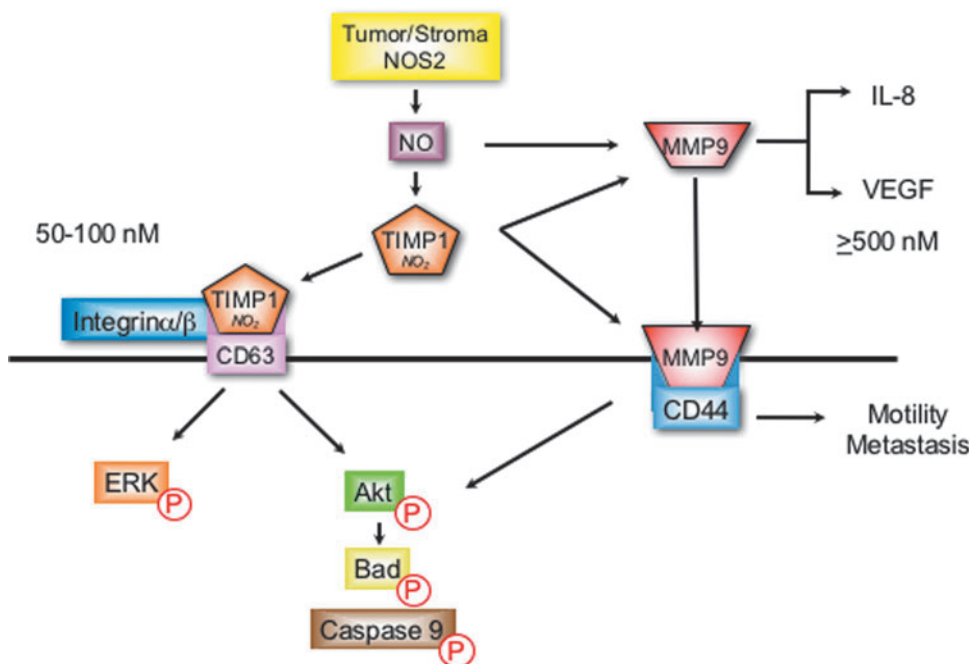 Tumor/Stroma
NOS2
NO
MMP9
IL-8
VEGF
≥500 nM
50-100 nM
TIMP1
NO₂
TIMP1
NO₂
Integrinα/β
CD63
MMP9
CD44
Motility
Metastasis
ERK
P
Akt
P
Bad
P
Caspase 9
P